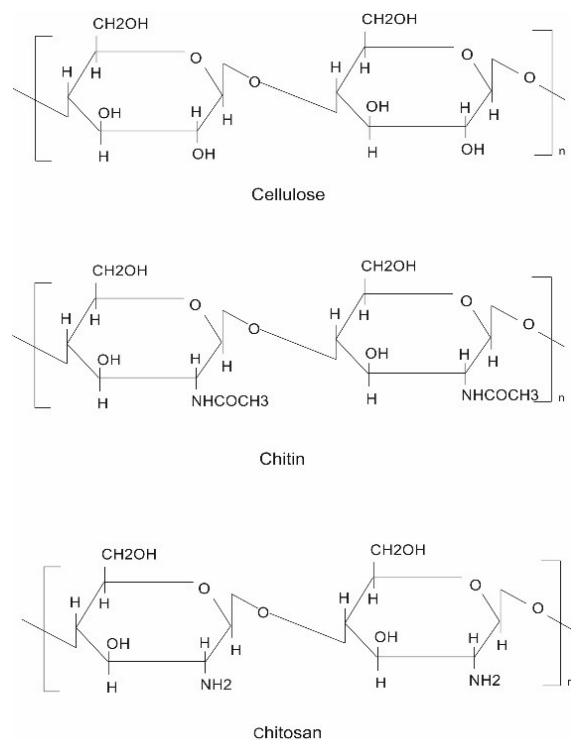 CH2OH CH2OH
O O
H H H H
O O
OH H H OH H H
H OH H OH
n
Cellulose
CH2OH CH2OH
O O
H H H H
O O
OH H H OH H H
H NHCOCH3 H NHCOCH3
n
Chitin
CH2OH CH2OH
O O
H H H H
O O
OH H H OH H H
H NH2 H NH2
n
Chitosan